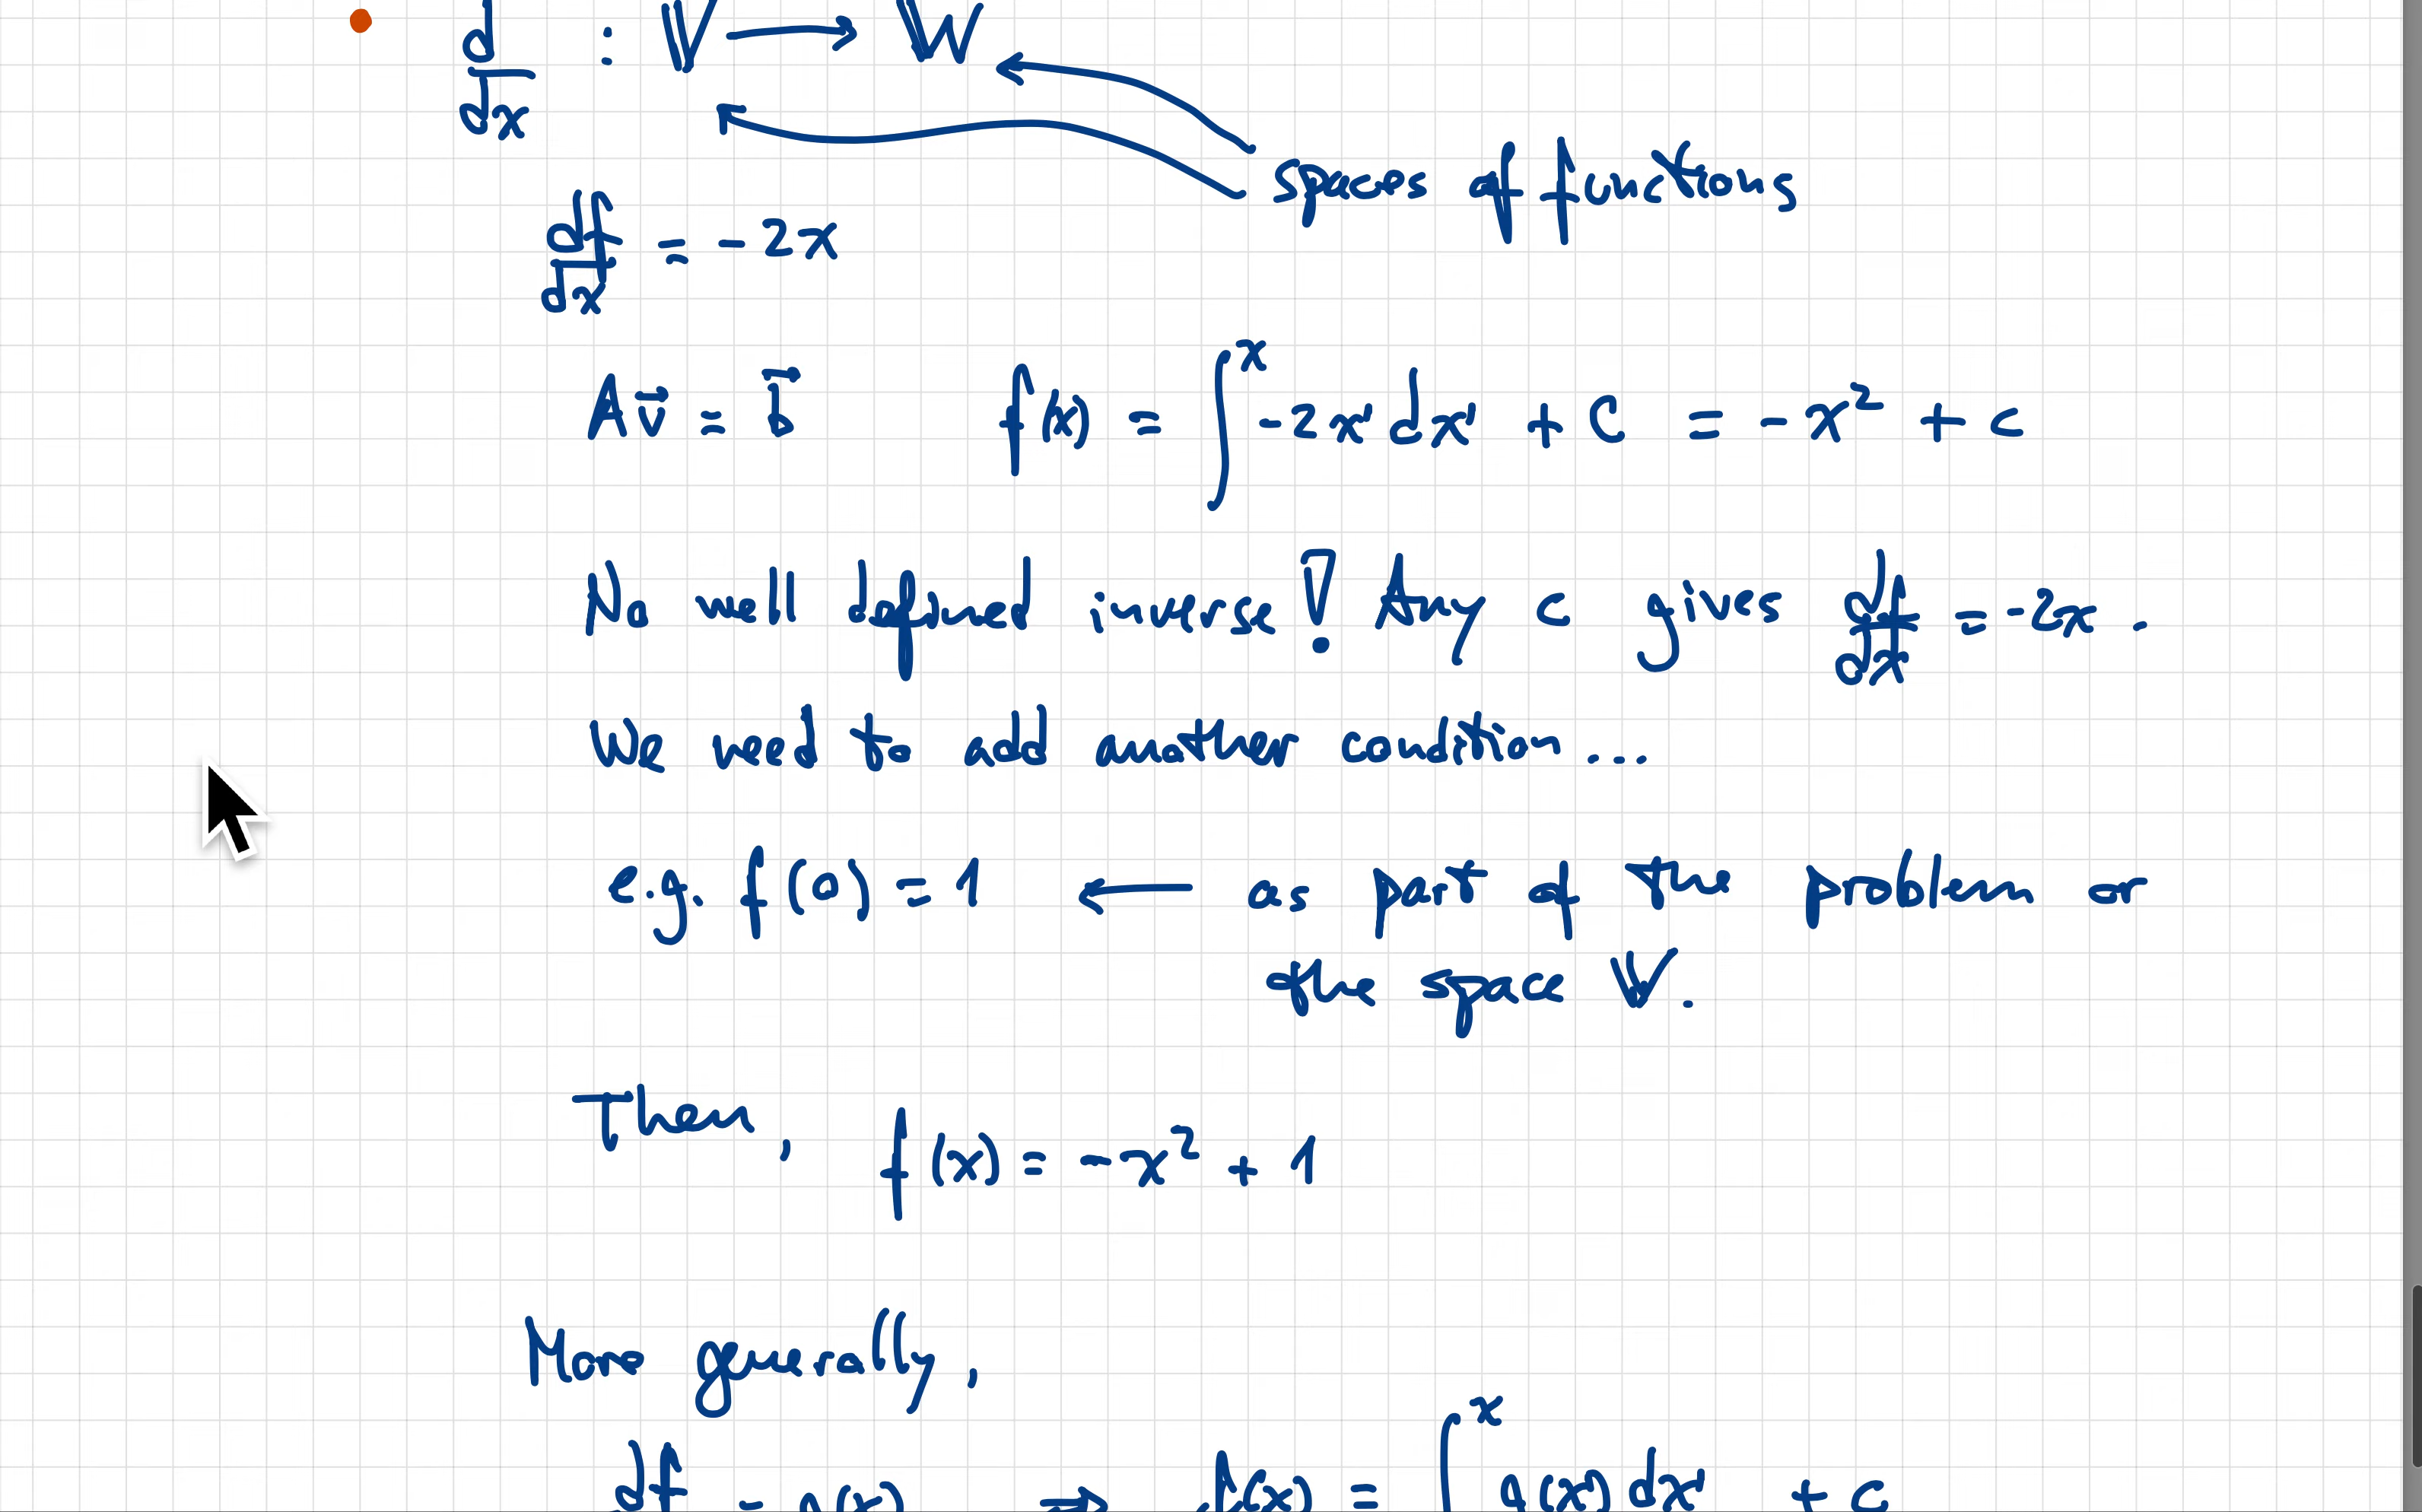 d/dx : V → W
spaces of functions
df/dx = -2x
A v⃗ = b⃗    f(x) = ∫^x -2x' dx' + C = -x² + c
No well defined inverse! Any c gives df/dx = -2x.
We need to add another condition...
e.g. f(0) = 1 ← as part of the problem or
the space V.
Then, f(x) = -x² + 1
More generally,
df ⇒ = ∫^x dx + c